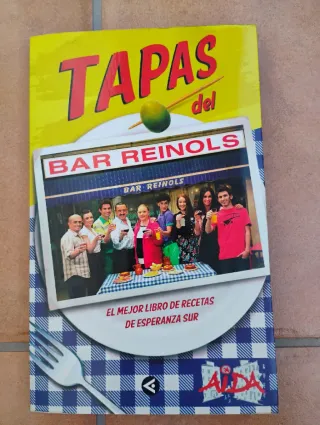 TAPAS
del
BAR REINOLS
BAR REINOLS
EL MEJOR LIBRO DE RECETAS
DE ESPERANZA SUR
AÍDA